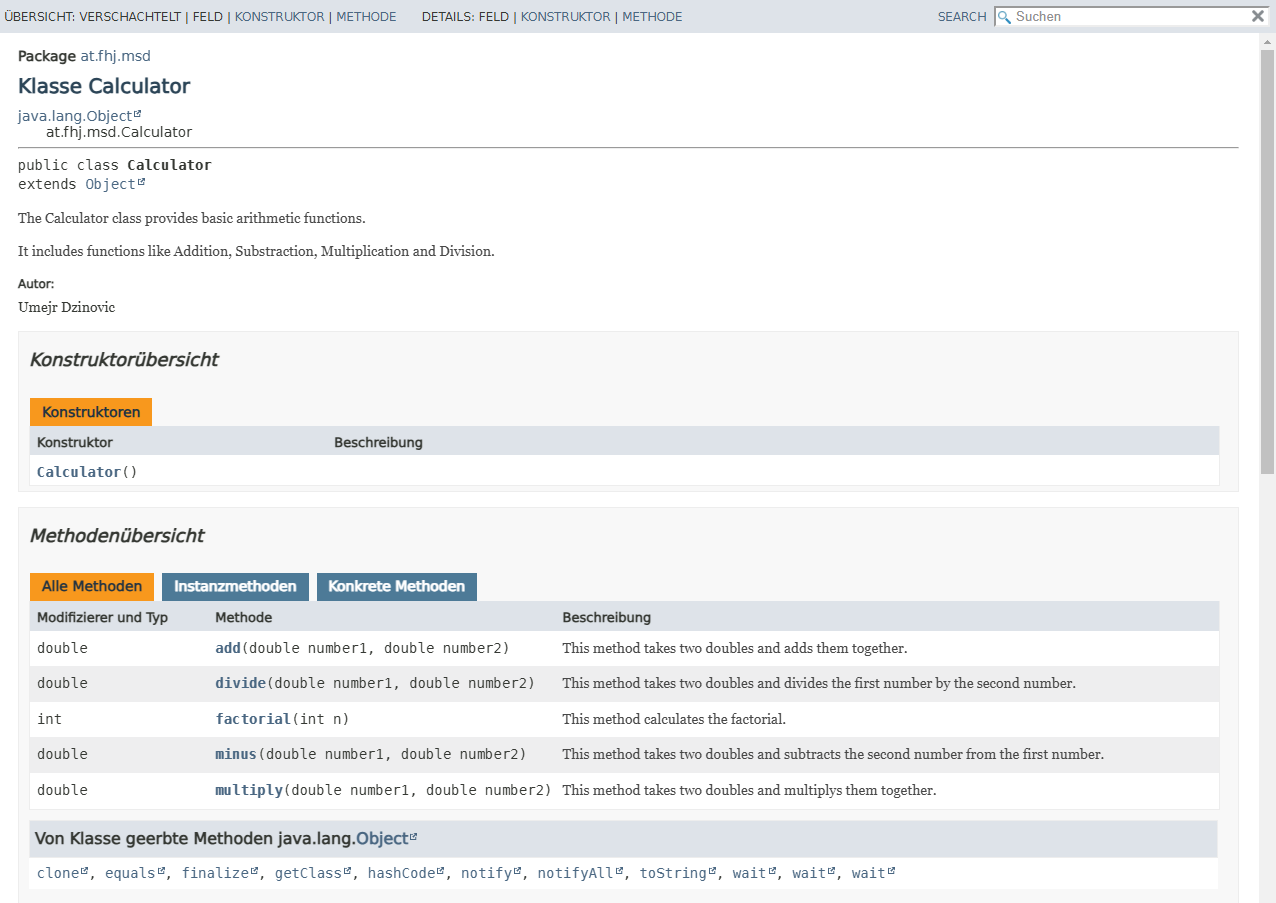 ÜBERSICHT: VERSCHACHTELT | FELD | KONSTRUKTOR | METHODE DETAILS: FELD | KONSTRUKTOR | METHODE SEARCH Suchen
Package at.fhj.msd
Klasse Calculator
java.lang.Object
at.fhj.msd.Calculator
public class Calculator
extends Object
The Calculator class provides basic arithmetic functions.
It includes functions like Addition, Substraction, Multiplication and Division.
Autor:
Umejr Dzinovic
Konstruktorübersicht
Konstruktoren
Konstruktor Beschreibung
Calculator()
Methodenübersicht
Alle Methoden Instanzmethoden Konkrete Methoden
Modifizierer und Typ Methode Beschreibung
double add(double number1, double number2) This method takes two doubles and adds them together.
double divide(double number1, double number2) This method takes two doubles and divides the first number by the second number.
int factorial(int n) This method calculates the factorial.
double minus(double number1, double number2) This method takes two doubles and subtracts the second number from the first number.
double multiply(double number1, double number2) This method takes two doubles and multiplys them together.
Von Klasse geerbte Methoden java.lang.Object
clone, equals, finalize, getClass, hashCode, notify, notifyAll, toString, wait, wait, wait